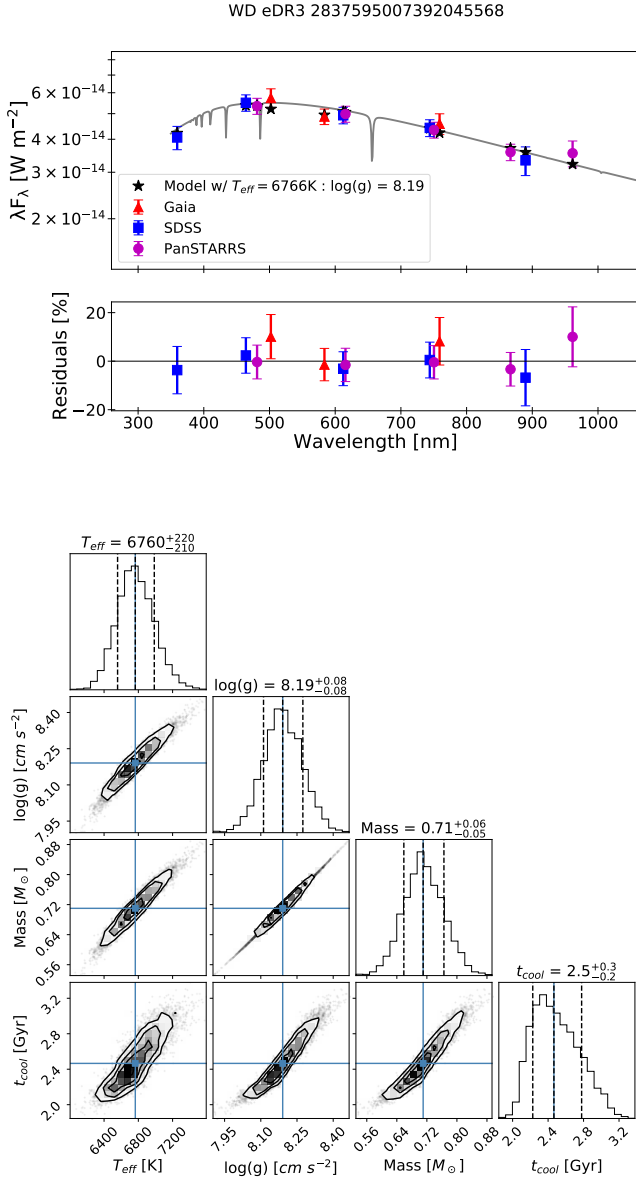 WD eDR3 2837595007392045568
λF_λ [W m⁻²]
6 × 10⁻¹⁴
4 × 10⁻¹⁴
3 × 10⁻¹⁴
2 × 10⁻¹⁴
Model w/ T_eff = 6766K : log(g) = 8.19
Gaia
SDSS
PanSTARRS
Residuals [%]
20
0
−20
300 400 500 600 700 800 900 1000
Wavelength [nm]
T_eff = 6760⁺²²⁰₋₂₁₀
log(g) = 8.19⁺⁰·⁰⁸₋₀.₀₈
log(g) [cm s⁻²]
8.40
8.25
8.10
7.95
Mass = 0.71⁺⁰·⁰⁶₋₀.₀₅
Mass [M_⊙]
0.88
0.80
0.72
0.64
0.56
t_cool = 2.5⁺⁰·³₋₀.₂
t_cool [Gyr]
3.2
2.8
2.4
2.0
6400 6800 7200
7.95 8.10 8.25 8.40
0.56 0.64 0.72 0.80 0.88
2.0 2.4 2.8 3.2
T_eff [K]
log(g) [cm s⁻²]
Mass [M_⊙]
t_cool [Gyr]